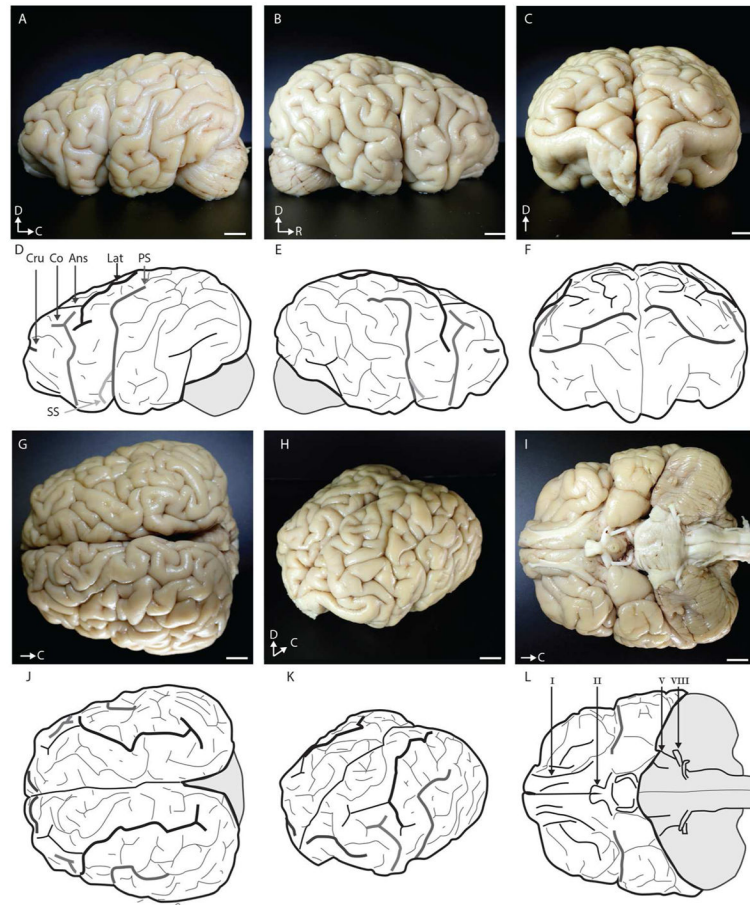 A B C
D C D R D
D E F
Cru Co Ans Lat PS
SS
G H I
C D C C
J K L
I II V VIII